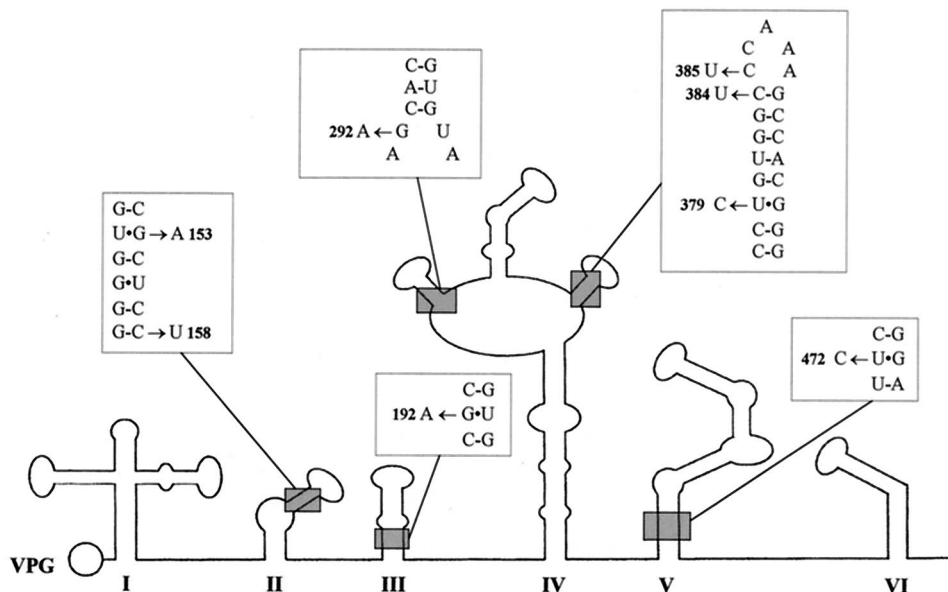 A
C A
385 U ← C A
384 U ← C-G
G-C
G-C
U-A
G-C
379 C ← U•G
C-G
C-G
C-G
A-U
C-G
292 A ← G U
A A
G-C
U•G → A 153
G-C
G•U
G-C
G-C → U 158
C-G
192 A ← G•U
C-G
C-G
472 C ← U•G
U-A
VPG
I II III IV V VI